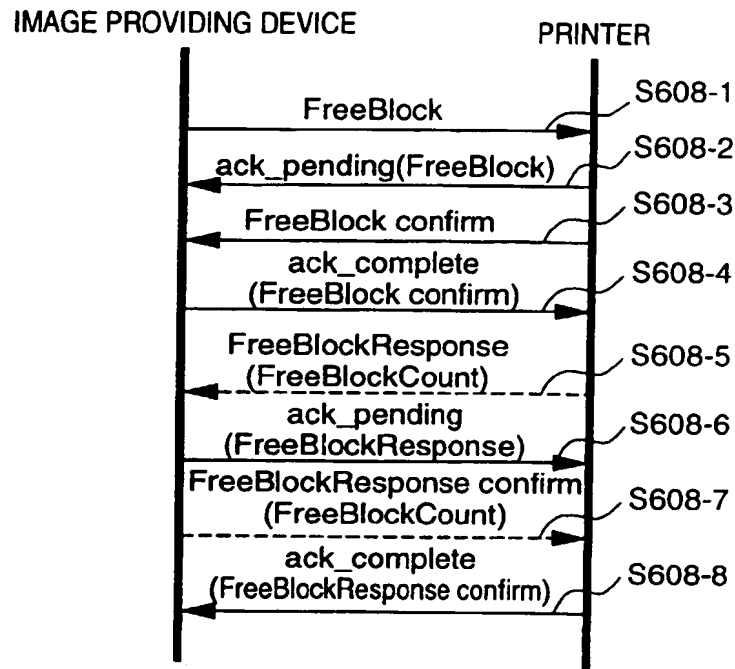 IMAGE PROVIDING DEVICE
PRINTER
FreeBlock
S608-1
ack_pending(FreeBlock)
S608-2
FreeBlock confirm
S608-3
ack_complete
(FreeBlock confirm)
S608-4
FreeBlockResponse
(FreeBlockCount)
S608-5
ack_pending
(FreeBlockResponse)
S608-6
FreeBlockResponse confirm
(FreeBlockCount)
S608-7
ack_complete
(FreeBlockResponse confirm)
S608-8